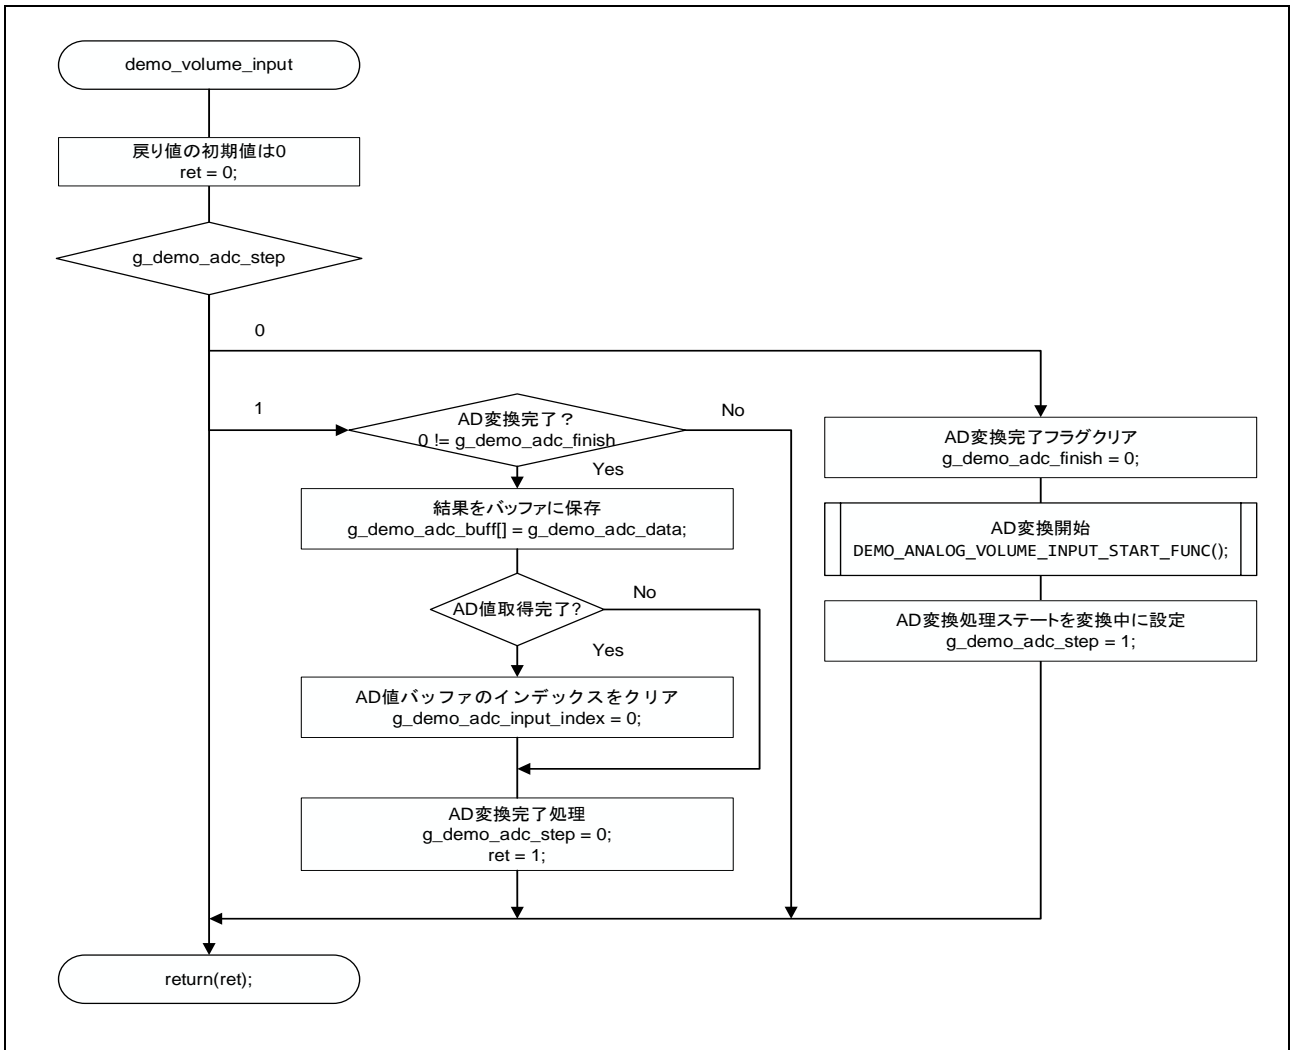 demo_volume_input
戻り値の初期値は0
ret = 0;
g_demo_adc_step
0
1
AD変換完了？
0 != g_demo_adc_finish
No
Yes
結果をバッファに保存
g_demo_adc_buff[] = g_demo_adc_data;
AD値取得完了?
No
Yes
AD値バッファのインデックスをクリア
g_demo_adc_input_index = 0;
AD変換完了処理
g_demo_adc_step = 0;
ret = 1;
AD変換完了フラグクリア
g_demo_adc_finish = 0;
AD変換開始
DEMO_ANALOG_VOLUME_INPUT_START_FUNC();
AD変換処理ステートを変換中に設定
g_demo_adc_step = 1;
return(ret);